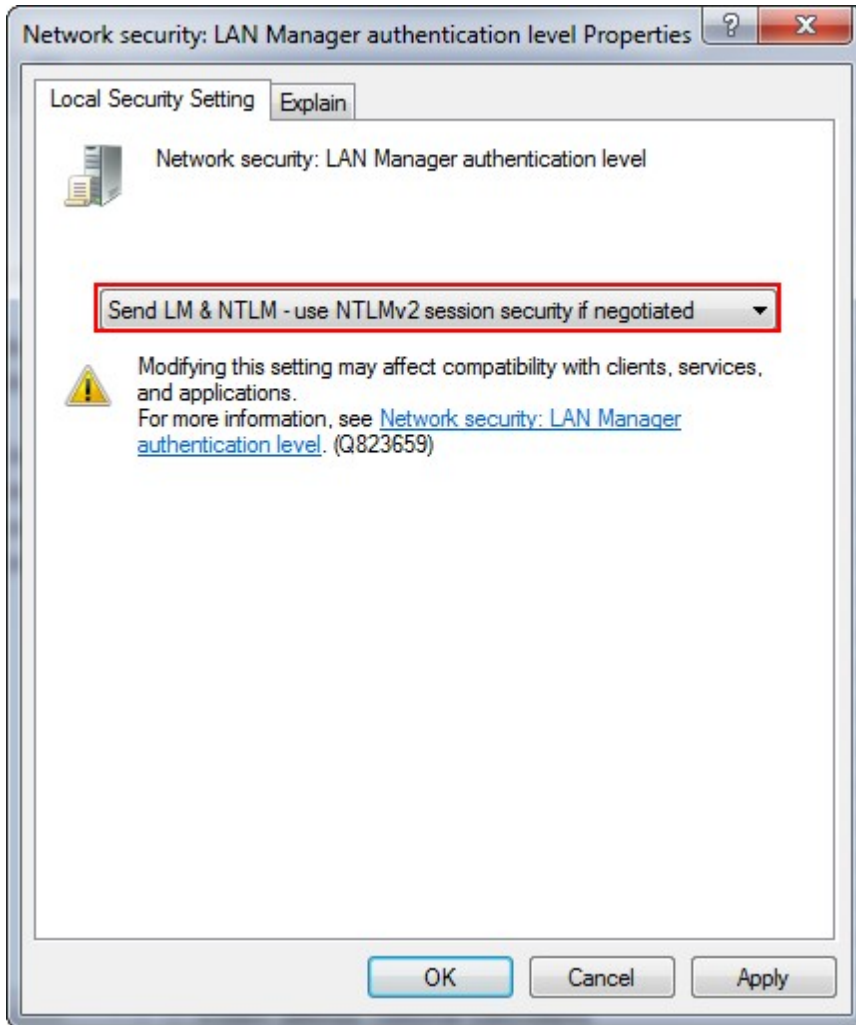 Network security: LAN Manager authentication level Properties
Local Security Setting
Explain
Network security: LAN Manager authentication level
Send LM & NTLM - use NTLMv2 session security if negotiated
Modifying this setting may affect compatibility with clients, services,
and applications.
For more information, see Network security: LAN Manager
authentication level. (Q823659)
OK
Cancel
Apply